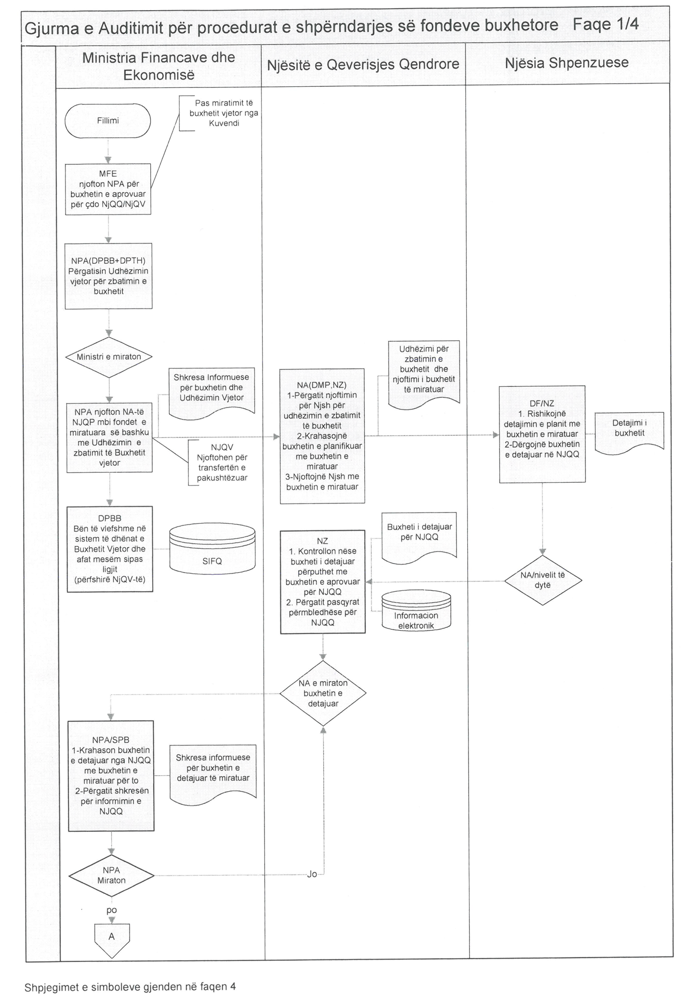 Gjurma e Auditimit për procedurat e shpërndarjes së fondeve buxhetore Faqe 1/4
Ministria Financave dhe
Ekonomisë
Njësitë e Qeverisjes Qendrore
Njësia Shpenzuese
Fillimi
Pas miratimit të
buxhetit vjetor nga
Kuvendi
MFE
njofton NPA për
buxhetin e aprovuar
për çdo NjQQ/NjQV
NPA(DPBB+DPTH)
Përgatisin Udhëzimin
vjetor për zbatimin e
buxhetit
Ministri e miraton
Shkresa Informuese
për buxhetin dhe
Udhëzimin Vjetor
NPA njofton NA-të
NJQP mbi fondet e
miratuara së bashku
me Udhëzimin e
zbatimit të Buxhetit
vjetor
NJQV
Njoftohen për
transfertën e
pakushtëzuar
NA(DMP,NZ)
1-Përgatit njoftimin
për Njsh për
udhëzimin e zbatimit
të buxhetit
2-Krahasojnë
buxhetin e planifikuar
me buxhetin e
miratuar
3-Njoftojnë Njsh me
buxhetin e miratuar
Udhëzimi për
zbatimin e
buxhetit dhe
njoftimi i buxhetit
të miratuar
DF/NZ
1. Rishikojnë
detajimin e planit me
buxhetin e miratuar
2-Dërgojnë buxhetin
e detajuar në NJQQ
Detajimi i
buxhetit
DPBB
Bën të vlefshme në
sistem të dhënat e
Buxhetit Vjetor dhe
afat mesëm sipas
ligjit
(përfshirë NjQV-të)
SIFQ
NZ
1. Kontrollon nëse
buxheti i detajuar
përputhet me
buxhetin e aprovuar
për NJQQ
2. Përgatit pasqyrat
përmbledhëse për
NJQQ
Buxheti i detajuar
për NJQQ
Informacion
elektronik
NA/nivelit të
dytë
NA e miraton
buxhetin e
detajuar
NPA/SPB
1-Krahason buxhetin
e detajuar nga NJQQ
me buxhetin e
miratuar për to
2-Përgatit shkresën
për informimin e
NJQQ
Shkresa informuese
për buxhetin e
detajuar të miratuar
NPA
Miraton
Jo
po
A
Shpjegimet e simboleve gjenden në faqen 4